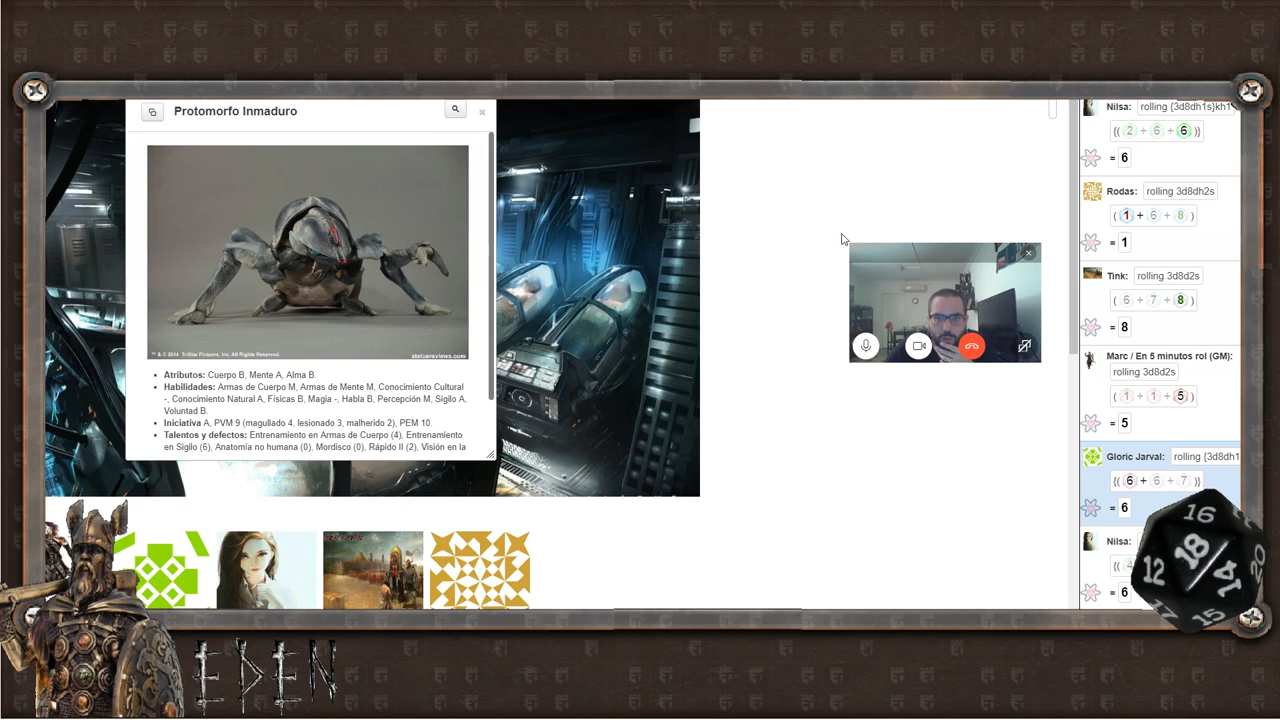 Protomorfo Inmaduro
™ & © 2014 TriStar Pictures, Inc. All Rights Reserved.
statuereviews.com
Atributos: Cuerpo B, Mente A, Alma B.
Habilidades: Armas de Cuerpo M, Armas de Mente M, Conocimiento Cultural
-, Conocimiento Natural A, Físicas B, Magia -, Habla B, Percepción M, Sigilo A,
Voluntad B.
Iniciativa A, PVM 9 (magullado 4, lesionado 3, malherido 2), PEM 10.
Talentos y defectos: Entrenamiento en Armas de Cuerpo (4), Entrenamiento
en Sigilo (6), Anatomía no humana (0), Mordisco (0), Rápido II (2), Visión en la
Nilsa: rolling {3d8dh1s}kh1
{( 2 + 6 + 6 )}
= 6
Rodas: rolling 3d8dh2s
( 1 + 6 + 8 )
= 1
Tink: rolling 3d8d2s
( 6 + 7 + 8 )
= 8
Marc / En 5 minutos rol (GM):
rolling 3d8d2s
( 1 + 1 + 5 )
= 5
Gloric Jarval: rolling {3d8dh1
{( 6 + 6 + 7 )}
= 6
Nilsa:
{( 4
= 6
16
18
12
14
20
17
15
EDEN